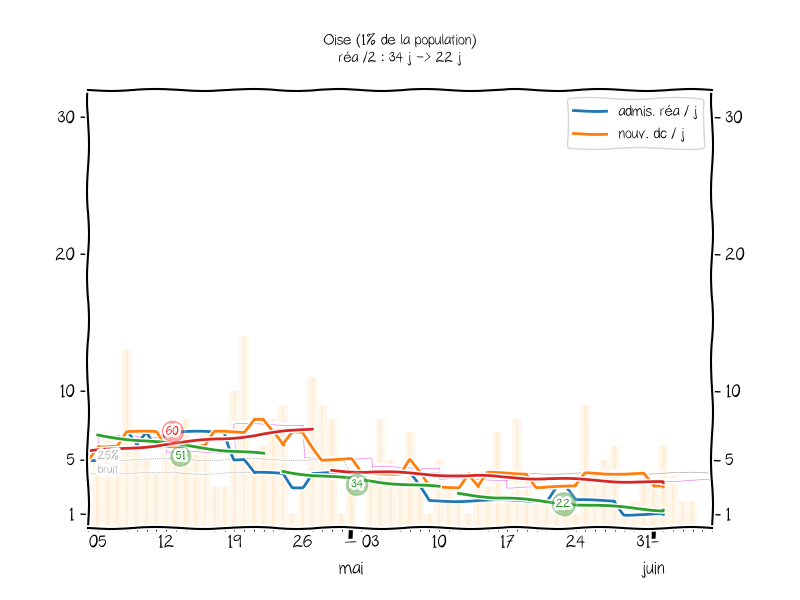 Oise (1% de la population)
réa /2 : 34 j -> 22 j
admis. réa / j
nouv. dc / j
30
30
20
20
10
10
60
51
25%
bruit
5
5
34
22
1
1
05 12 19 26 03 10 17 24 31
mai juin